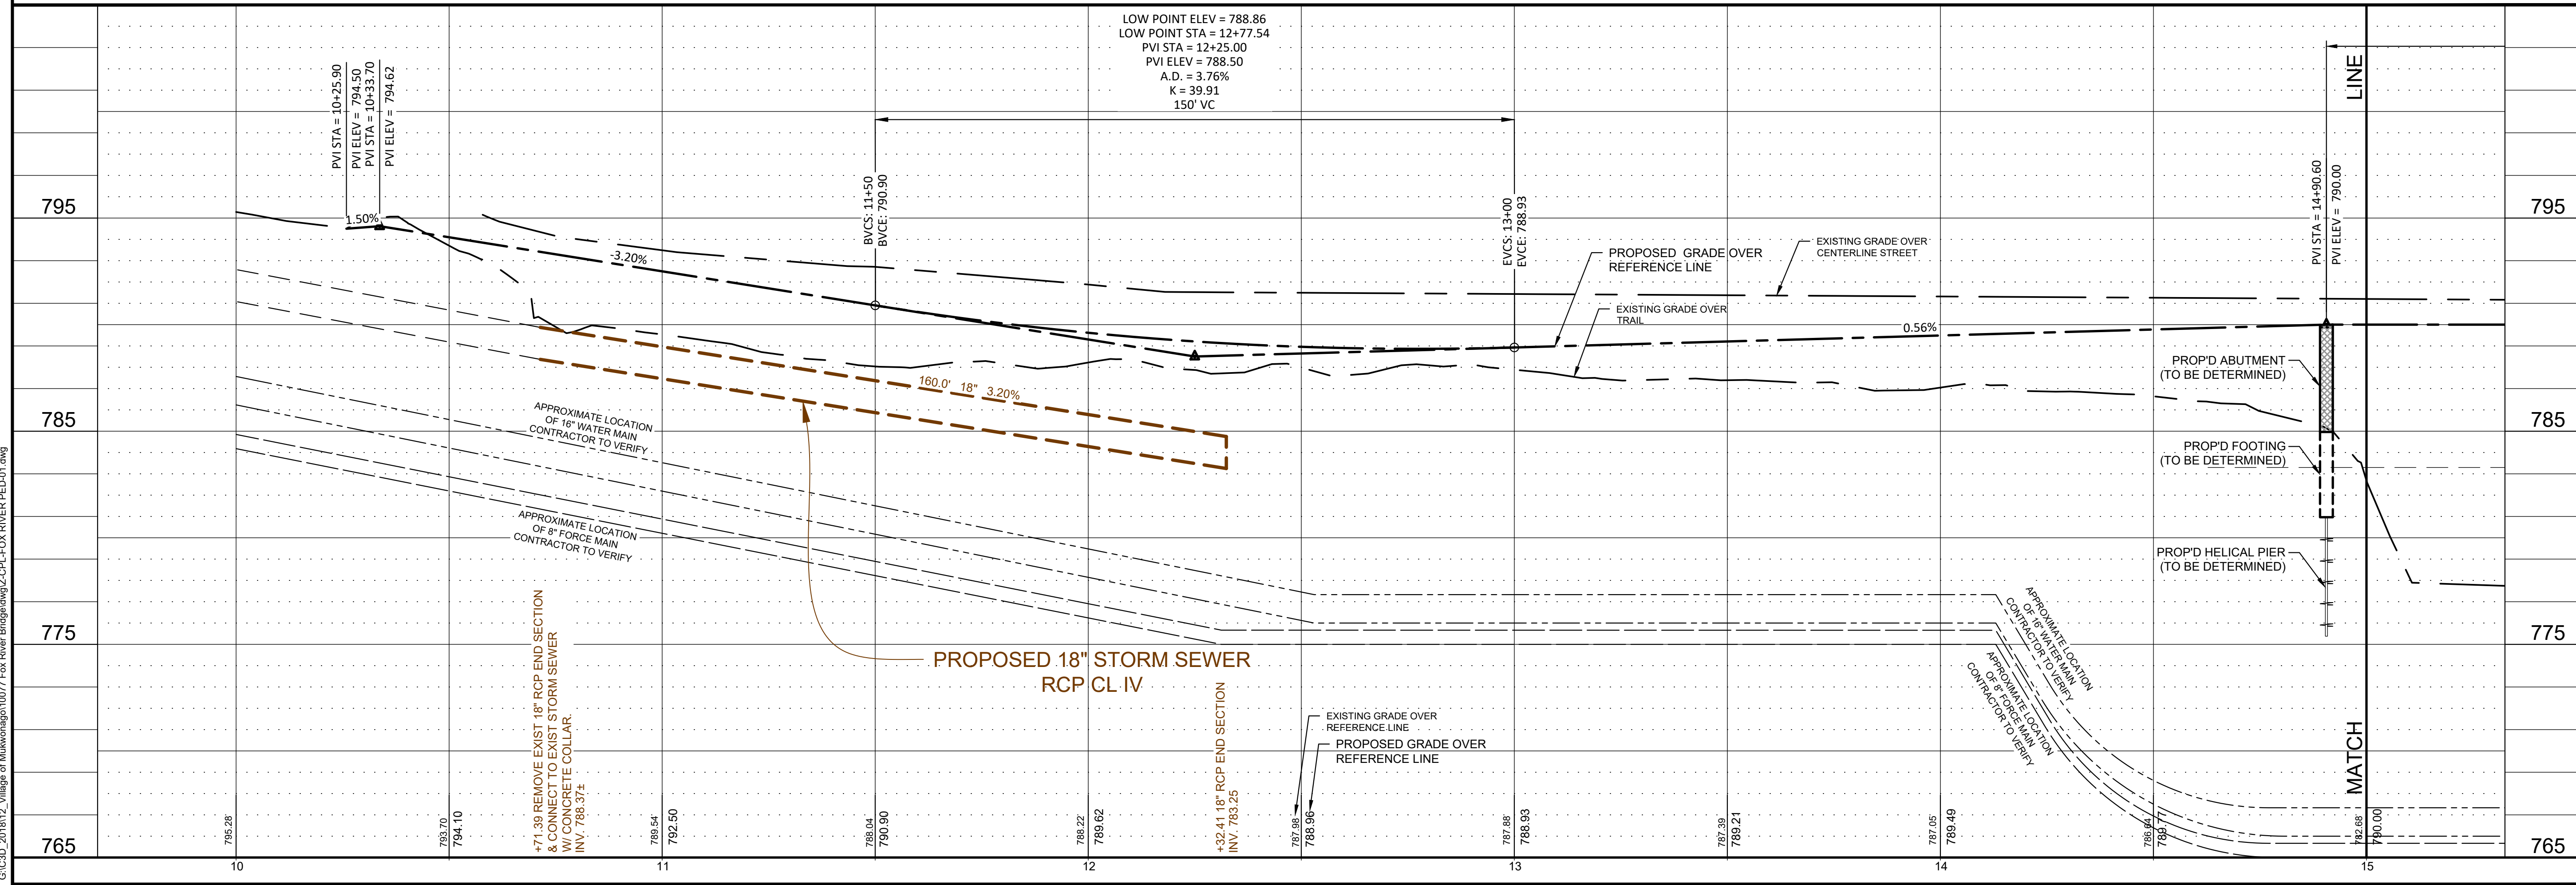 LOW POINT ELEV = 788.86
LOW POINT STA = 12+77.54
PVI STA = 12+25.00
PVI ELEV = 788.50
A.D. = 3.76%
K = 39.91
150' VC
PVI STA = 10+25.90
PVI ELEV = 794.50
PVI STA = 10+33.70
PVI ELEV = 794.62
1.50%
-3.20%
BVCS: 11+50
BVCE: 790.90
EVCS: 13+00
EVCE: 788.93
PROPOSED GRADE OVER
REFERENCE LINE
EXISTING GRADE OVER
CENTERLINE STREET
EXISTING GRADE OVER
TRAIL
0.56%
PVI STA = 14+90.60
PVI ELEV = 790.00
LINE
795
795
785
785
775
775
765
765
PROP'D ABUTMENT
(TO BE DETERMINED)
PROP'D FOOTING
(TO BE DETERMINED)
PROP'D HELICAL PIER
(TO BE DETERMINED)
160.0' 18" 3.20%
APPROXIMATE LOCATION
OF 16" WATER MAIN
CONTRACTOR TO VERIFY
APPROXIMATE LOCATION
OF 8" FORCE MAIN
CONTRACTOR TO VERIFY
PROPOSED 18" STORM SEWER
RCP CL IV
+71.39 REMOVE EXIST 18" RCP END SECTION
& CONNECT TO EXIST STORM SEWER
W/ CONCRETE COLLAR.
INV. 788.37±
+32.41 18" RCP END SECTION
INV. 783.25
EXISTING GRADE OVER
REFERENCE LINE
PROPOSED GRADE OVER
REFERENCE LINE
APPROXIMATE LOCATION
OF 16" WATER MAIN
CONTRACTOR TO VERIFY
APPROXIMATE LOCATION
OF 8" FORCE MAIN
CONTRACTOR TO VERIFY
MATCH
795.28
793.70
794.10
789.54
792.50
788.04
790.90
788.22
789.62
787.98
788.96
787.88
788.93
787.39
789.21
787.05
789.49
789.77
782.68
790.00
10
11
12
13
14
15